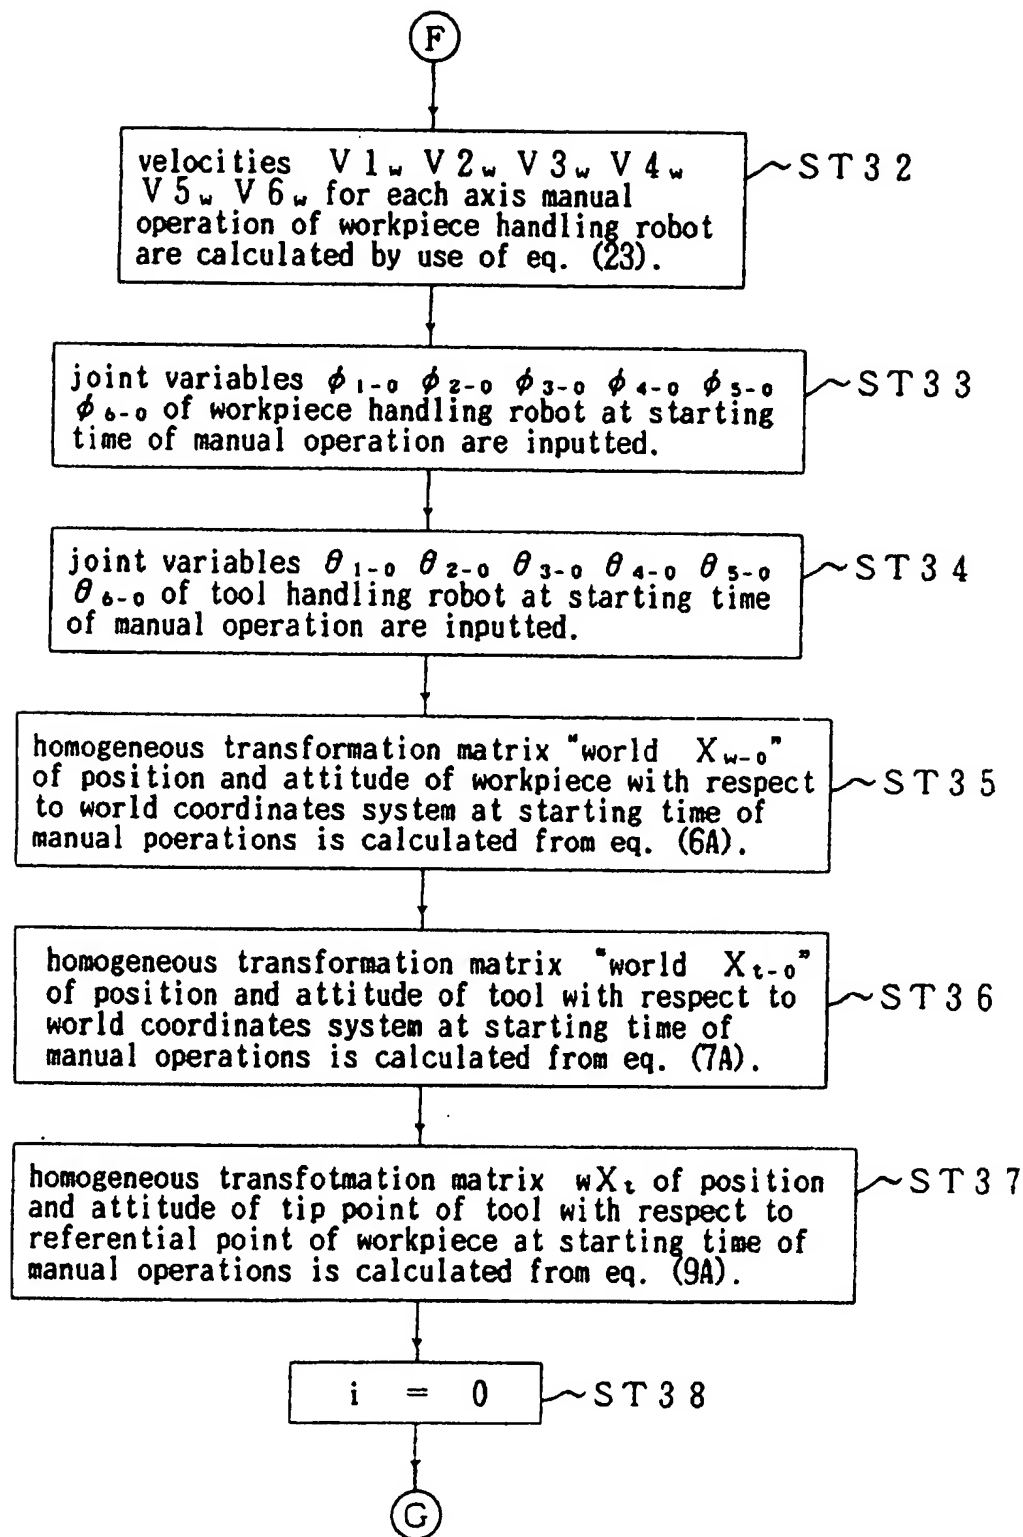 F
velocities V1w V2w V3w V4w
V5w V6w for each axis manual
operation of workpiece handling robot
are calculated by use of eq. (23).
ST32
joint variables ϕ1-0 ϕ2-0 ϕ3-0 ϕ4-0 ϕ5-0
ϕ6-0 of workpiece handling robot at starting
time of manual operation are inputted.
ST33
joint variables θ1-0 θ2-0 θ3-0 θ4-0 θ5-0
θ6-0 of tool handling robot at starting time
of manual operation are inputted.
ST34
homogeneous transformation matrix "world Xw-0"
of position and attitude of workpiece with respect
to world coordinates system at starting time of
manual poerations is calculated from eq. (6A).
ST35
homogeneous transformation matrix "world Xt-0"
of position and attitude of tool with respect to
world coordinates system at starting time of
manual operations is calculated from eq. (7A).
ST36
homogeneous transfotmation matrix wXt of position
and attitude of tip point of tool with respect to
referential point of workpiece at starting time of
manual operations is calculated from eq. (9A).
ST37
i = 0
ST38
G